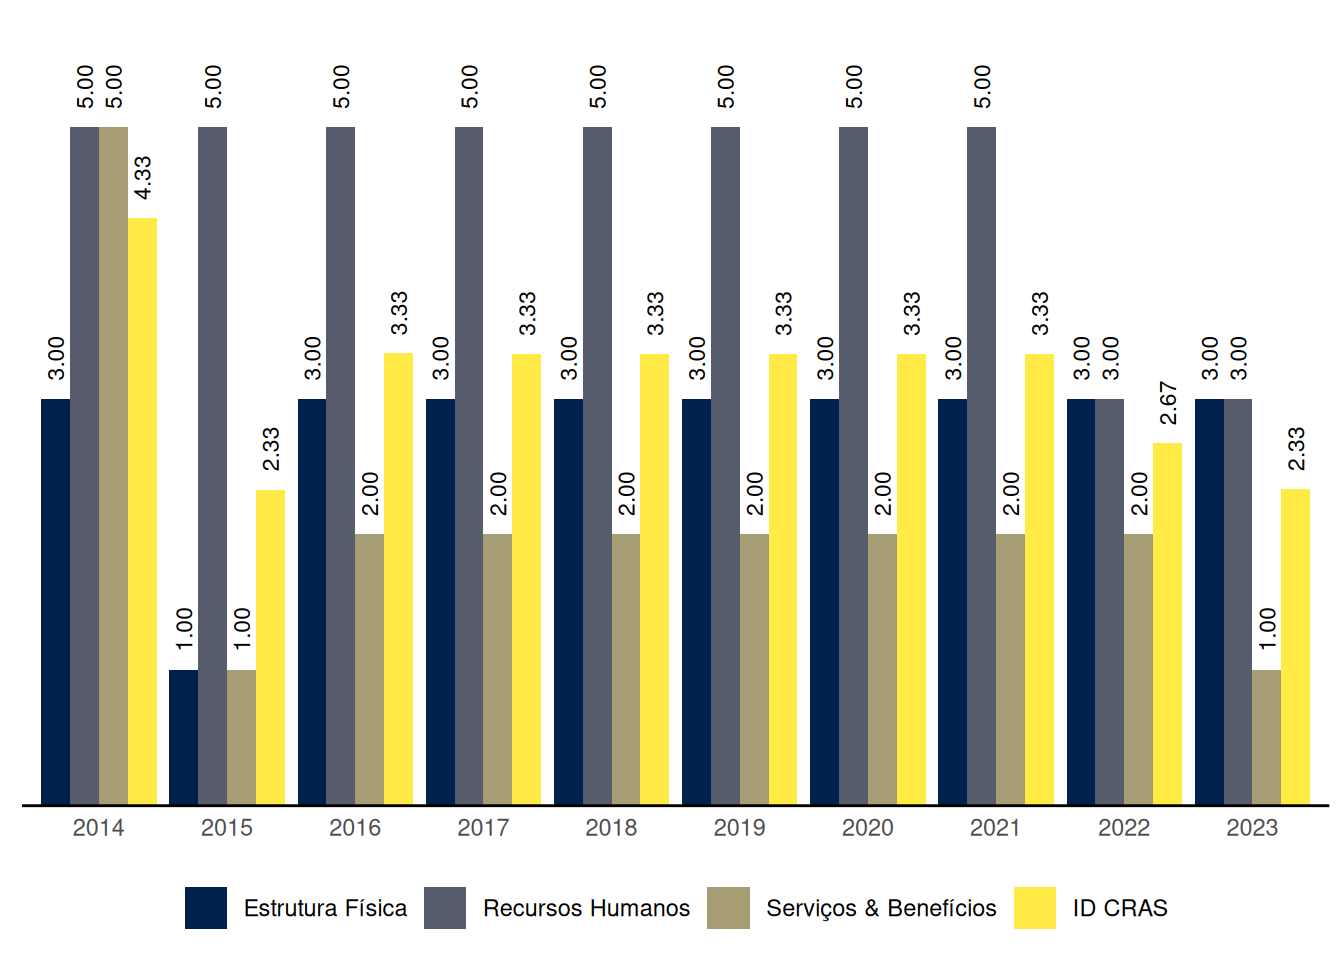 5.00 5.00 5.00 5.00 5.00 5.00 5.00 5.00 5.00
4.33
3.33 3.33 3.33 3.33 3.33 3.33
3.00 3.00 3.00 3.00 3.00 3.00 3.00 3.00 3.00 3.00 3.00
2.67
2.33 2.33
2.00 2.00 2.00 2.00 2.00 2.00 2.00
1.00 1.00 1.00
2014 2015 2016 2017 2018 2019 2020 2021 2022 2023
Estrutura Física Recursos Humanos Serviços & Benefícios ID CRAS